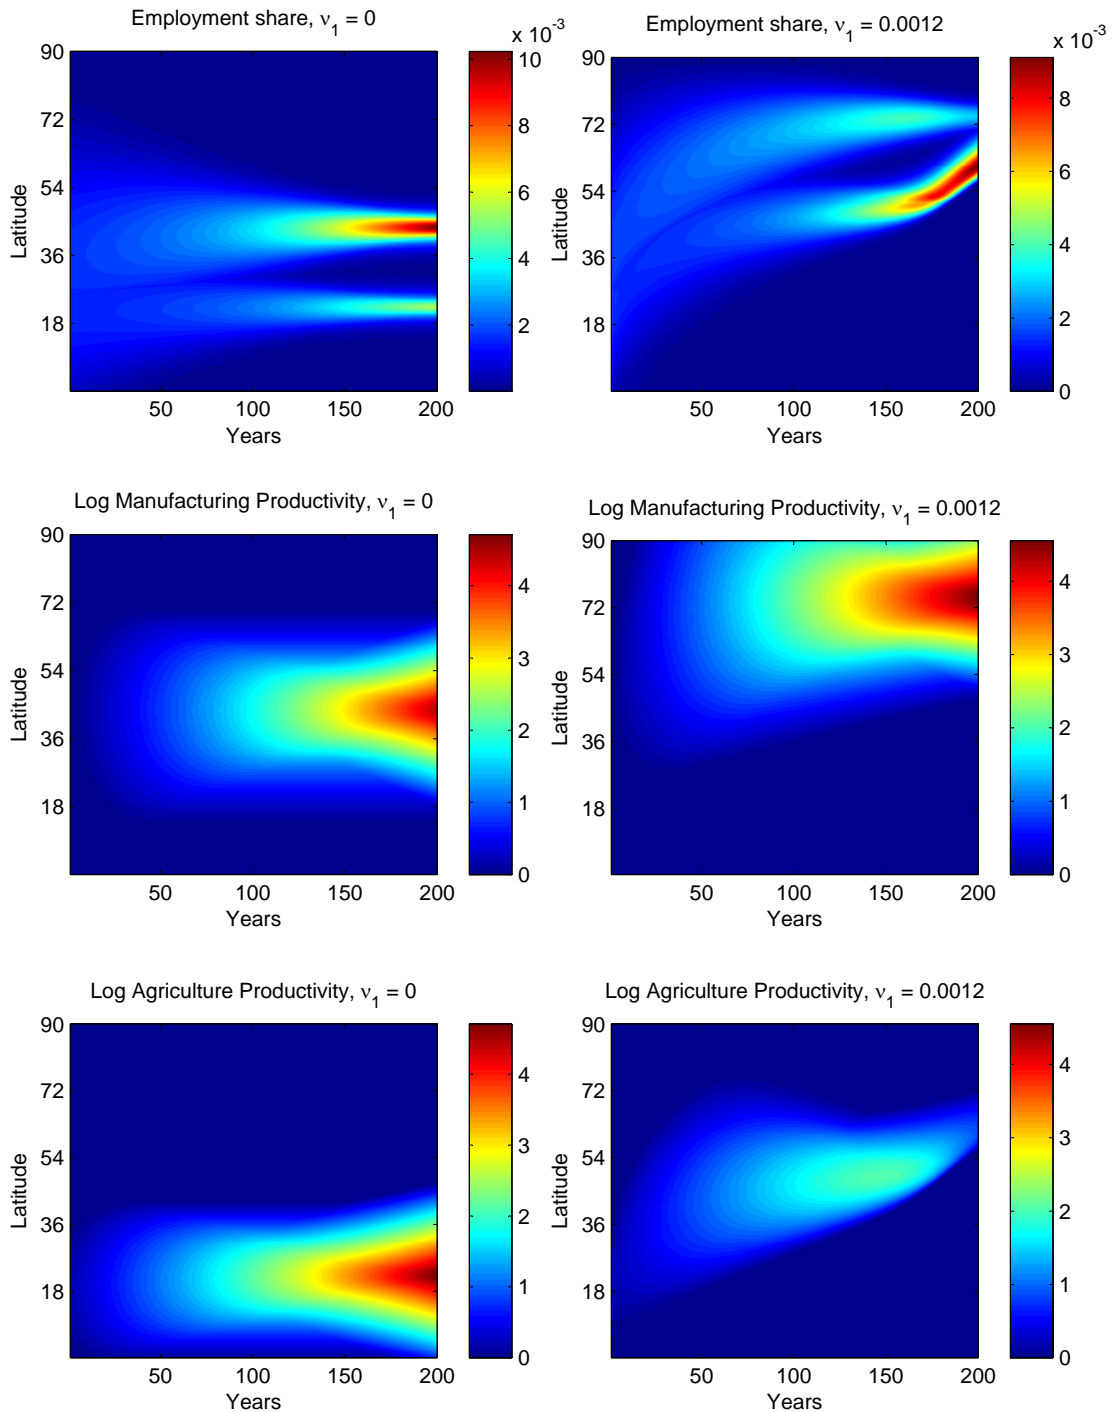 Employment share, ν1 = 0
x 10-3
90
72
54
36
18
Latitude
50 100 150 200
Years
10
8
6
4
2
Employment share, ν1 = 0.0012
x 10-3
90
72
54
36
18
Latitude
50 100 150 200
Years
8
6
4
2
0
Log Manufacturing Productivity, ν1 = 0
90
72
54
36
18
Latitude
50 100 150 200
Years
4
3
2
1
0
Log Manufacturing Productivity, ν1 = 0.0012
90
72
54
36
18
Latitude
50 100 150 200
Years
4
3
2
1
0
Log Agriculture Productivity, ν1 = 0
90
72
54
36
18
Latitude
50 100 150 200
Years
4
3
2
1
0
Log Agriculture Productivity, ν1 = 0.0012
90
72
54
36
18
Latitude
50 100 150 200
Years
4
3
2
1
0